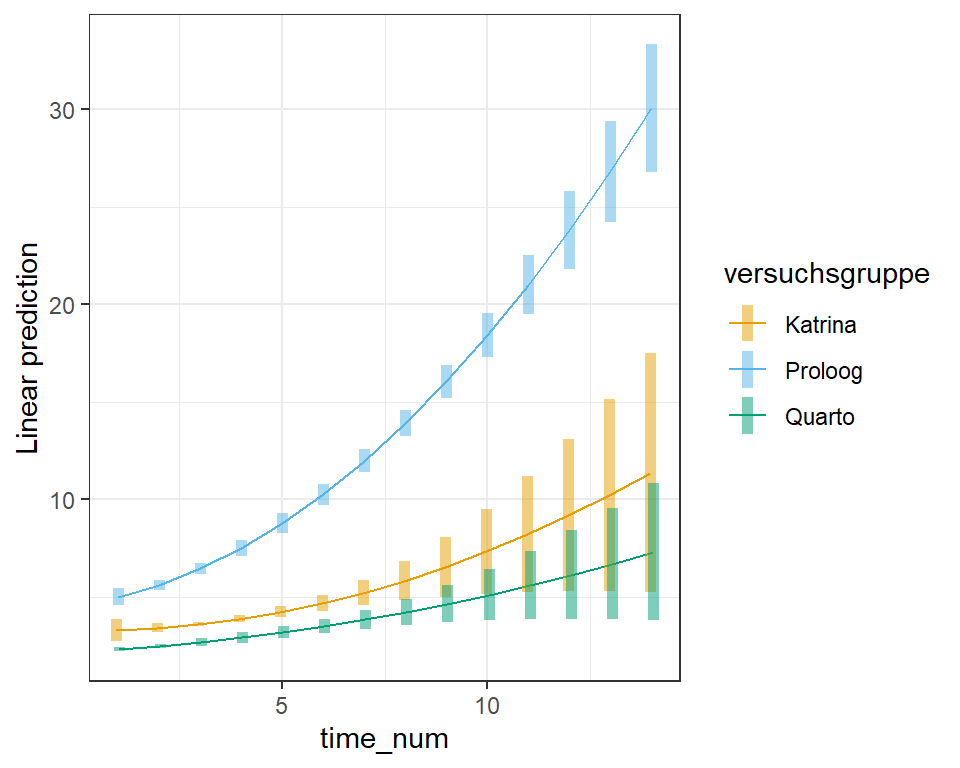 Linear prediction
30
20
10
5
10
time_num
versuchsgruppe
Katrina
Proloog
Quarto